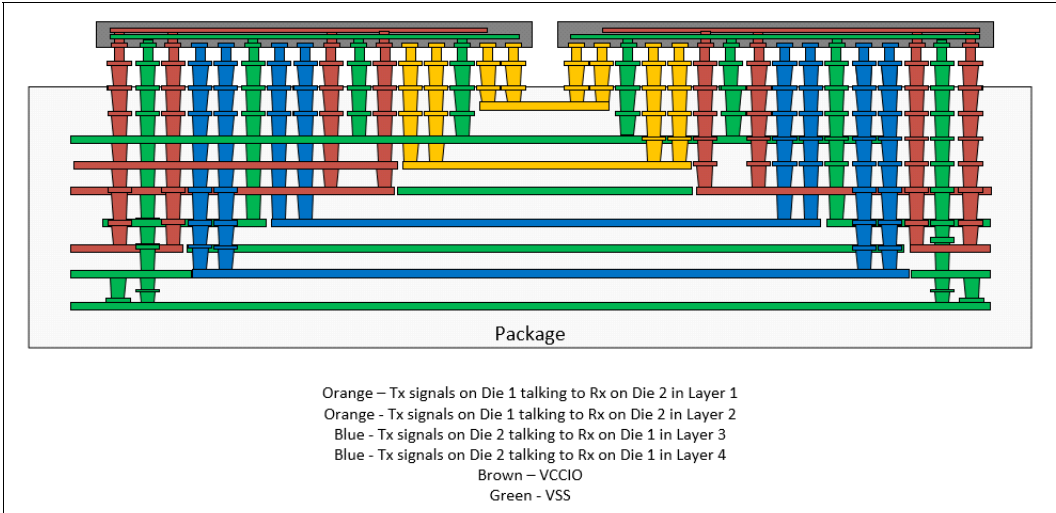 Package
Orange – Tx signals on Die 1 talking to Rx on Die 2 in Layer 1
Orange - Tx signals on Die 1 talking to Rx on Die 2 in Layer 2
Blue - Tx signals on Die 2 talking to Rx on Die 1 in Layer 3
Blue - Tx signals on Die 2 talking to Rx on Die 1 in Layer 4
Brown – VCCIO
Green - VSS